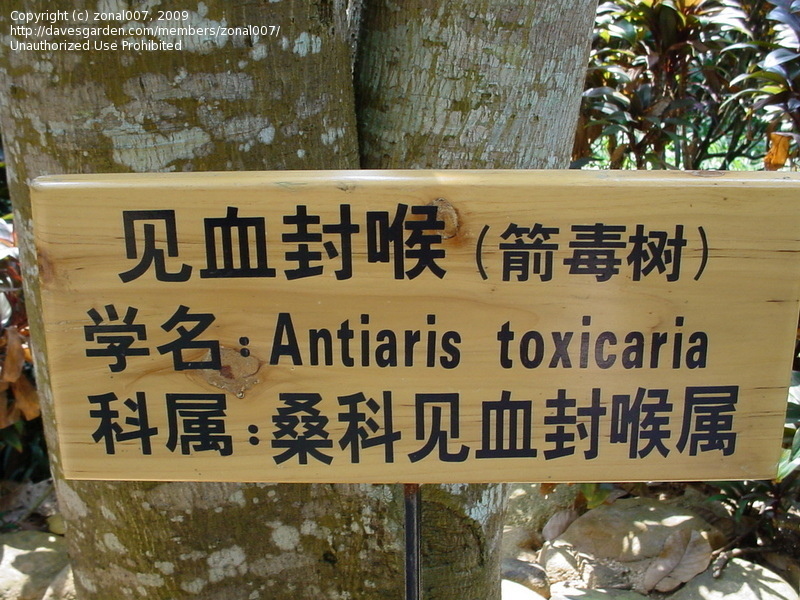 Copyright (c) zonal007, 2009
http://davesgarden.com/members/zonal007/
Unauthorized Use Prohibited
见血封喉（箭毒树）
学名：Antiaris toxicaria
科属：桑科见血封喉属